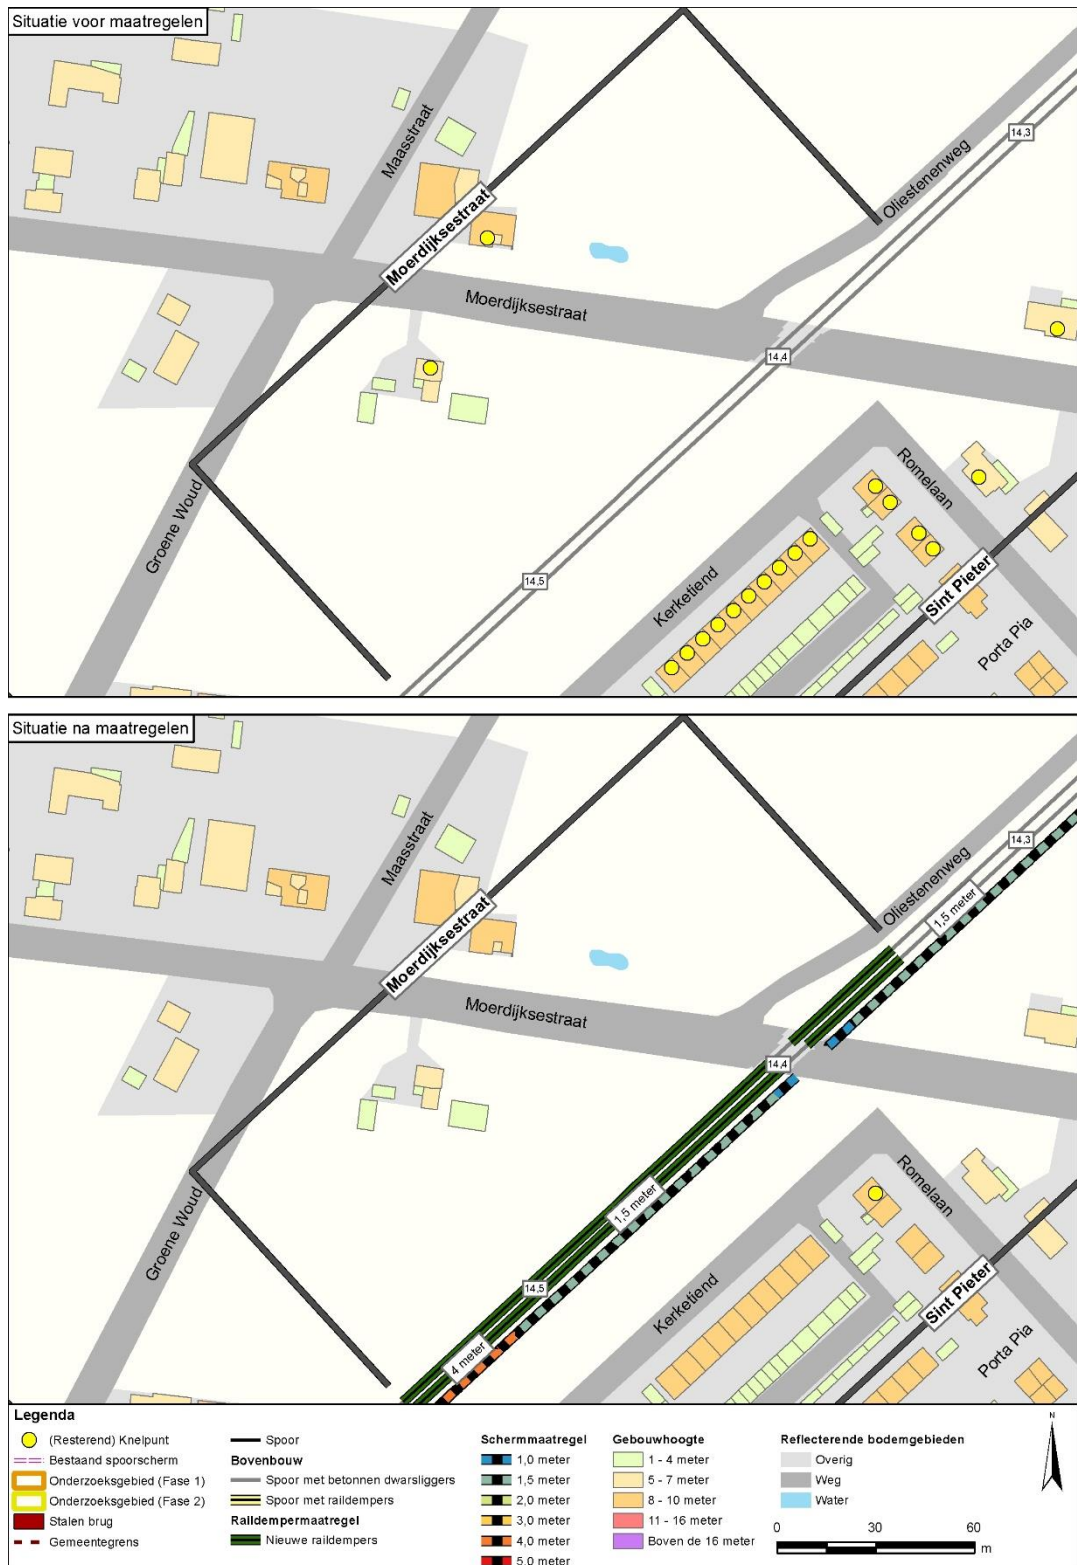 Situatie voor maatregelen
14,3
Maasstraat
Oliestenenweg
Moerdijksestraat
Moerdijksestraat
14,4
Romelaan
Groene Woud
14,5
Kerketiend
Sint Pieter
Porta Pia
Situatie na maatregelen
14,3
Maasstraat
Oliestenenweg
1,5 meter
Moerdijksestraat
Moerdijksestraat
14,4
Romelaan
Groene Woud
1,5 meter
14,5
Kerketiend
Sint Pieter
Porta Pia
4 meter
Legenda
(Resterend) Knelpunt
Bestaand spoorscherm
Onderzoeksgebied (Fase 1)
Onderzoeksgebied (Fase 2)
Stalen brug
Gemeentegrens
Spoor
Bovenbouw
Spoor met betonnen dwarsliggers
Spoor met raildempers
Raildempermaatregel
Nieuwe raildempers
Schermmaatregel
1,0 meter
1,5 meter
2,0 meter
3,0 meter
4,0 meter
5,0 meter
Gebouwhoogte
1 - 4 meter
5 - 7 meter
8 - 10 meter
11 - 16 meter
Boven de 16 meter
Reflecterende bodemgebieden
Overig
Weg
Water
N
0 30 60
m